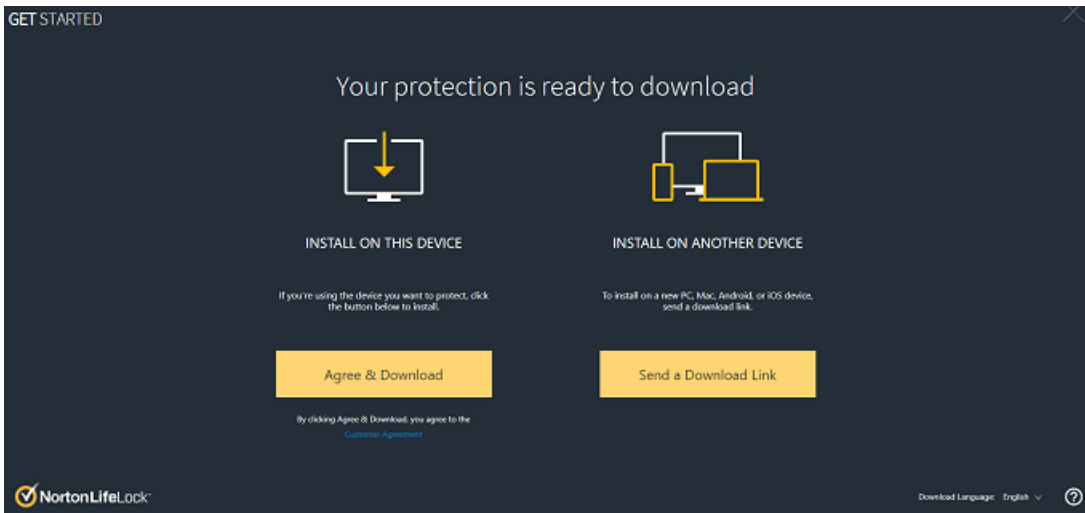 GET STARTED
Your protection is ready to download
INSTALL ON THIS DEVICE
If you're using the device you want to protect, click
the button below to install.
Agree & Download
By clicking Agree & Download, you agree to the
Customer Agreement
INSTALL ON ANOTHER DEVICE
To install on a new PC, Mac, Android, or iOS device,
send a download link.
Send a Download Link
NortonLifeLock™
Download Language: English
?